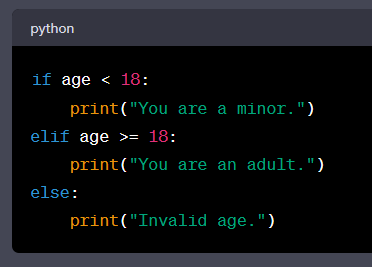 python
if age < 18:
    print("You are a minor.")
elif age >= 18:
    print("You are an adult.")
else:
    print("Invalid age.")